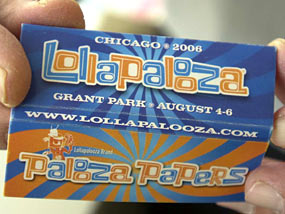 CHICAGO • 2006
Lollapalooza
GRANT PARK • AUGUST 4-6
WWW.LOLLAPALOOZA.COM
Lollapalooza Brand
Palooza Papers